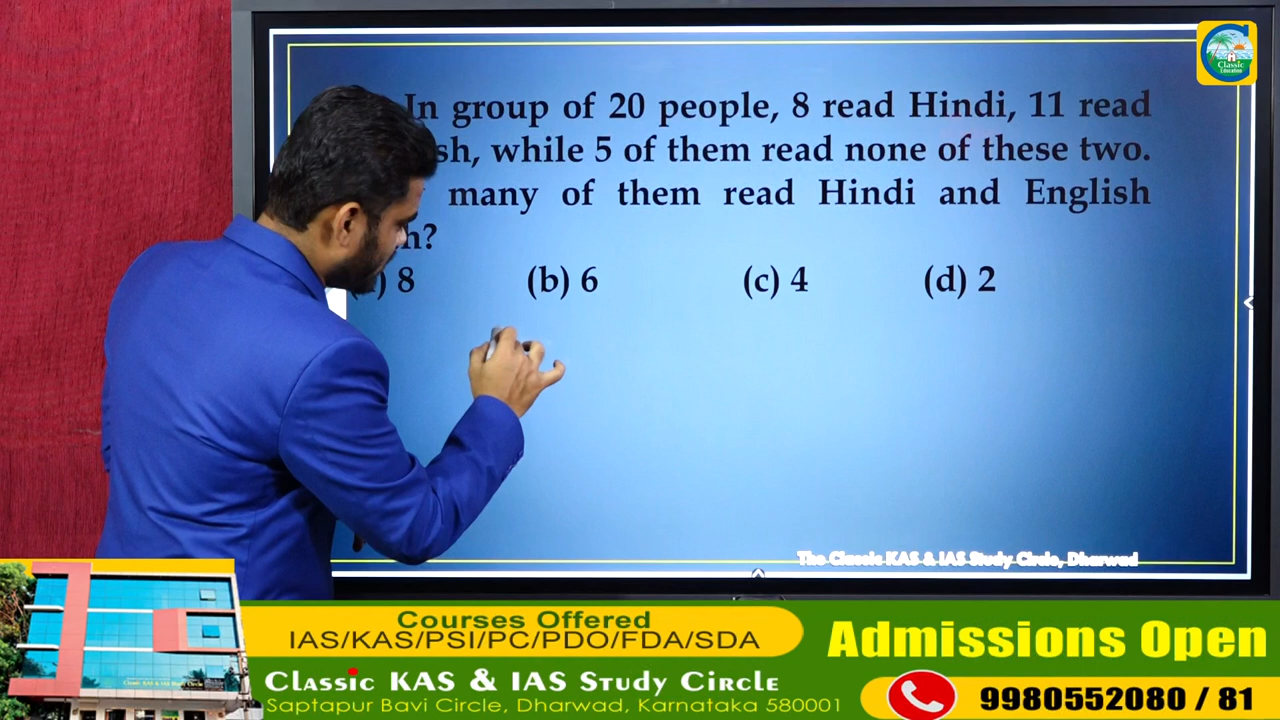 In group of 20 people, 8 read Hindi, 11 read
sh, while 5 of them read none of these two.
many of them read Hindi and English
h?
) 8 (b) 6 (c) 4 (d) 2
Classic
Education
The Classic KAS & IAS Study Circle, Dharwad
Courses Offered
IAS/KAS/PSI/PC/PDO/FDA/SDA
Classic KAS & IAS Study Circle
Saptapur Bavi Circle, Dharwad, Karnataka 580001
Admissions Open
9980552080 / 81